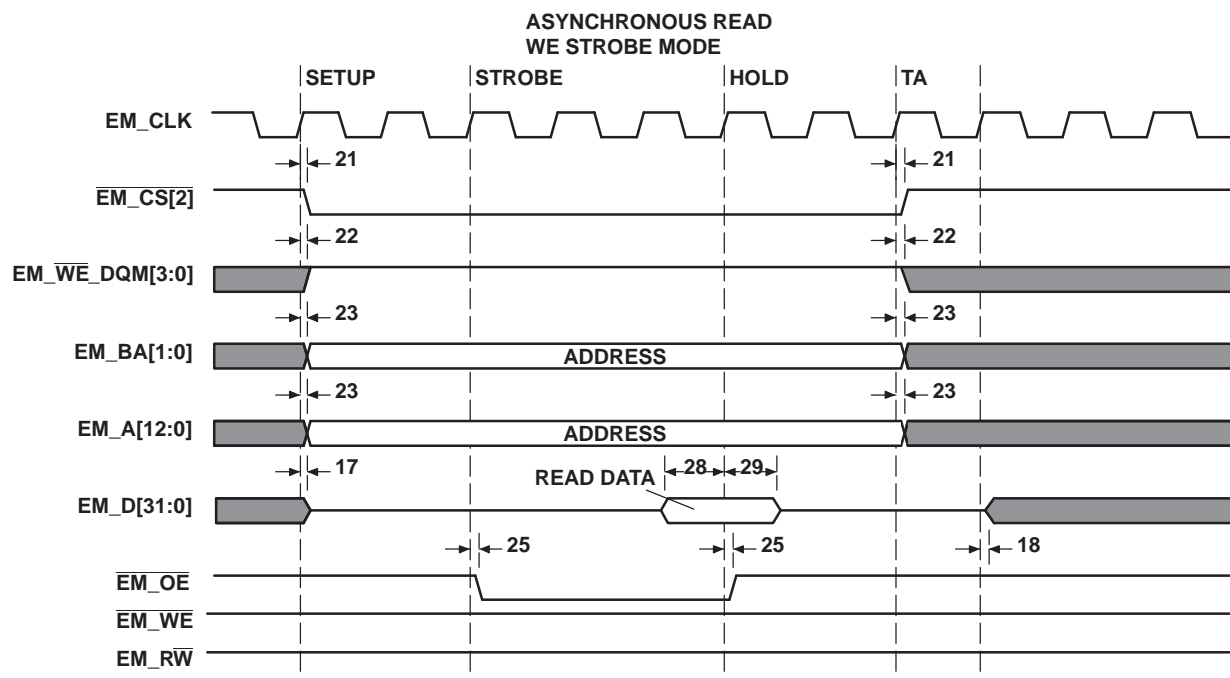 ASYNCHRONOUS READ
WE STROBE MODE
SETUP STROBE HOLD TA
EM_CLK
21 21
EM_CS[2]
22 22
EM_WE_DQM[3:0]
23 23
EM_BA[1:0] ADDRESS
23 23
EM_A[12:0] ADDRESS
17 28 29
READ DATA
EM_D[31:0]
25 25 18
EM_OE
EM_WE
EM_RW